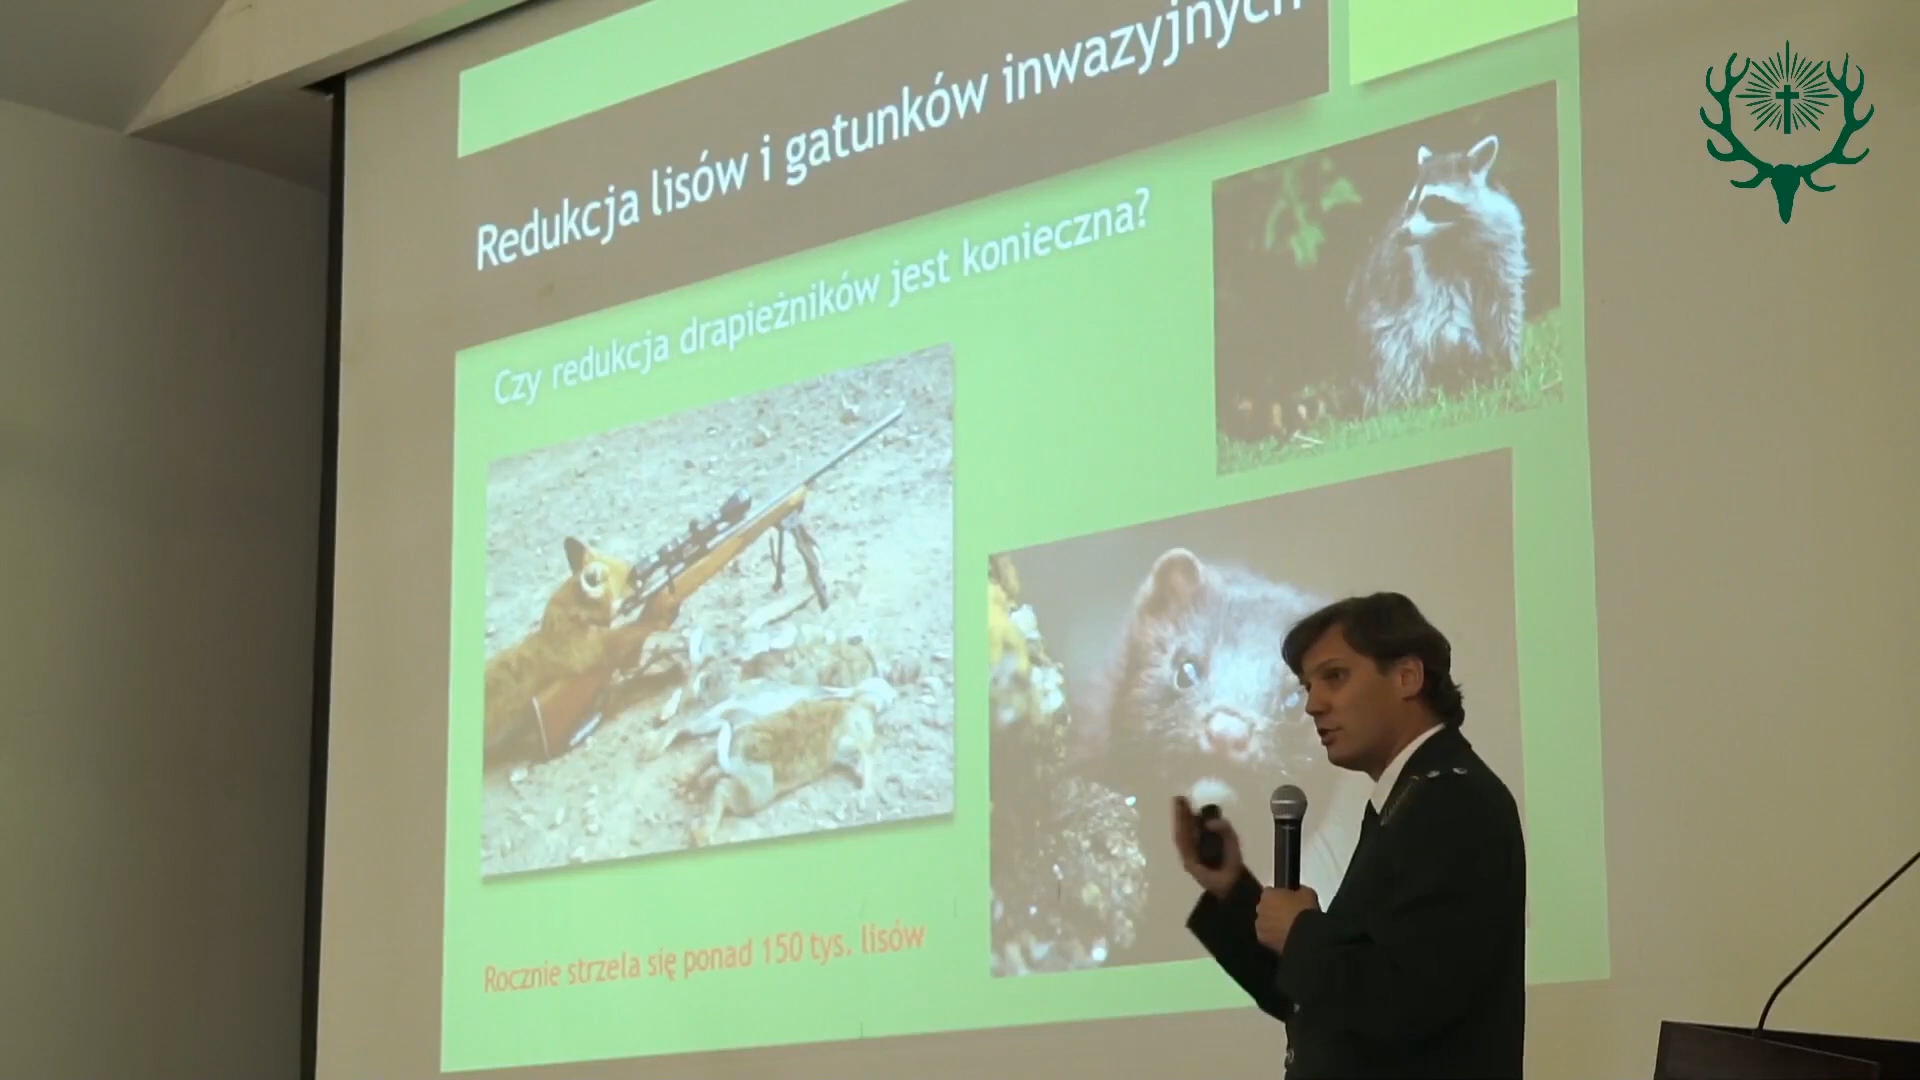 Redukcja lisów i gatunków inwazyjnych
Czy redukcja drapieżników jest konieczna?
Rocznie strzela się ponad 150 tys. lisów